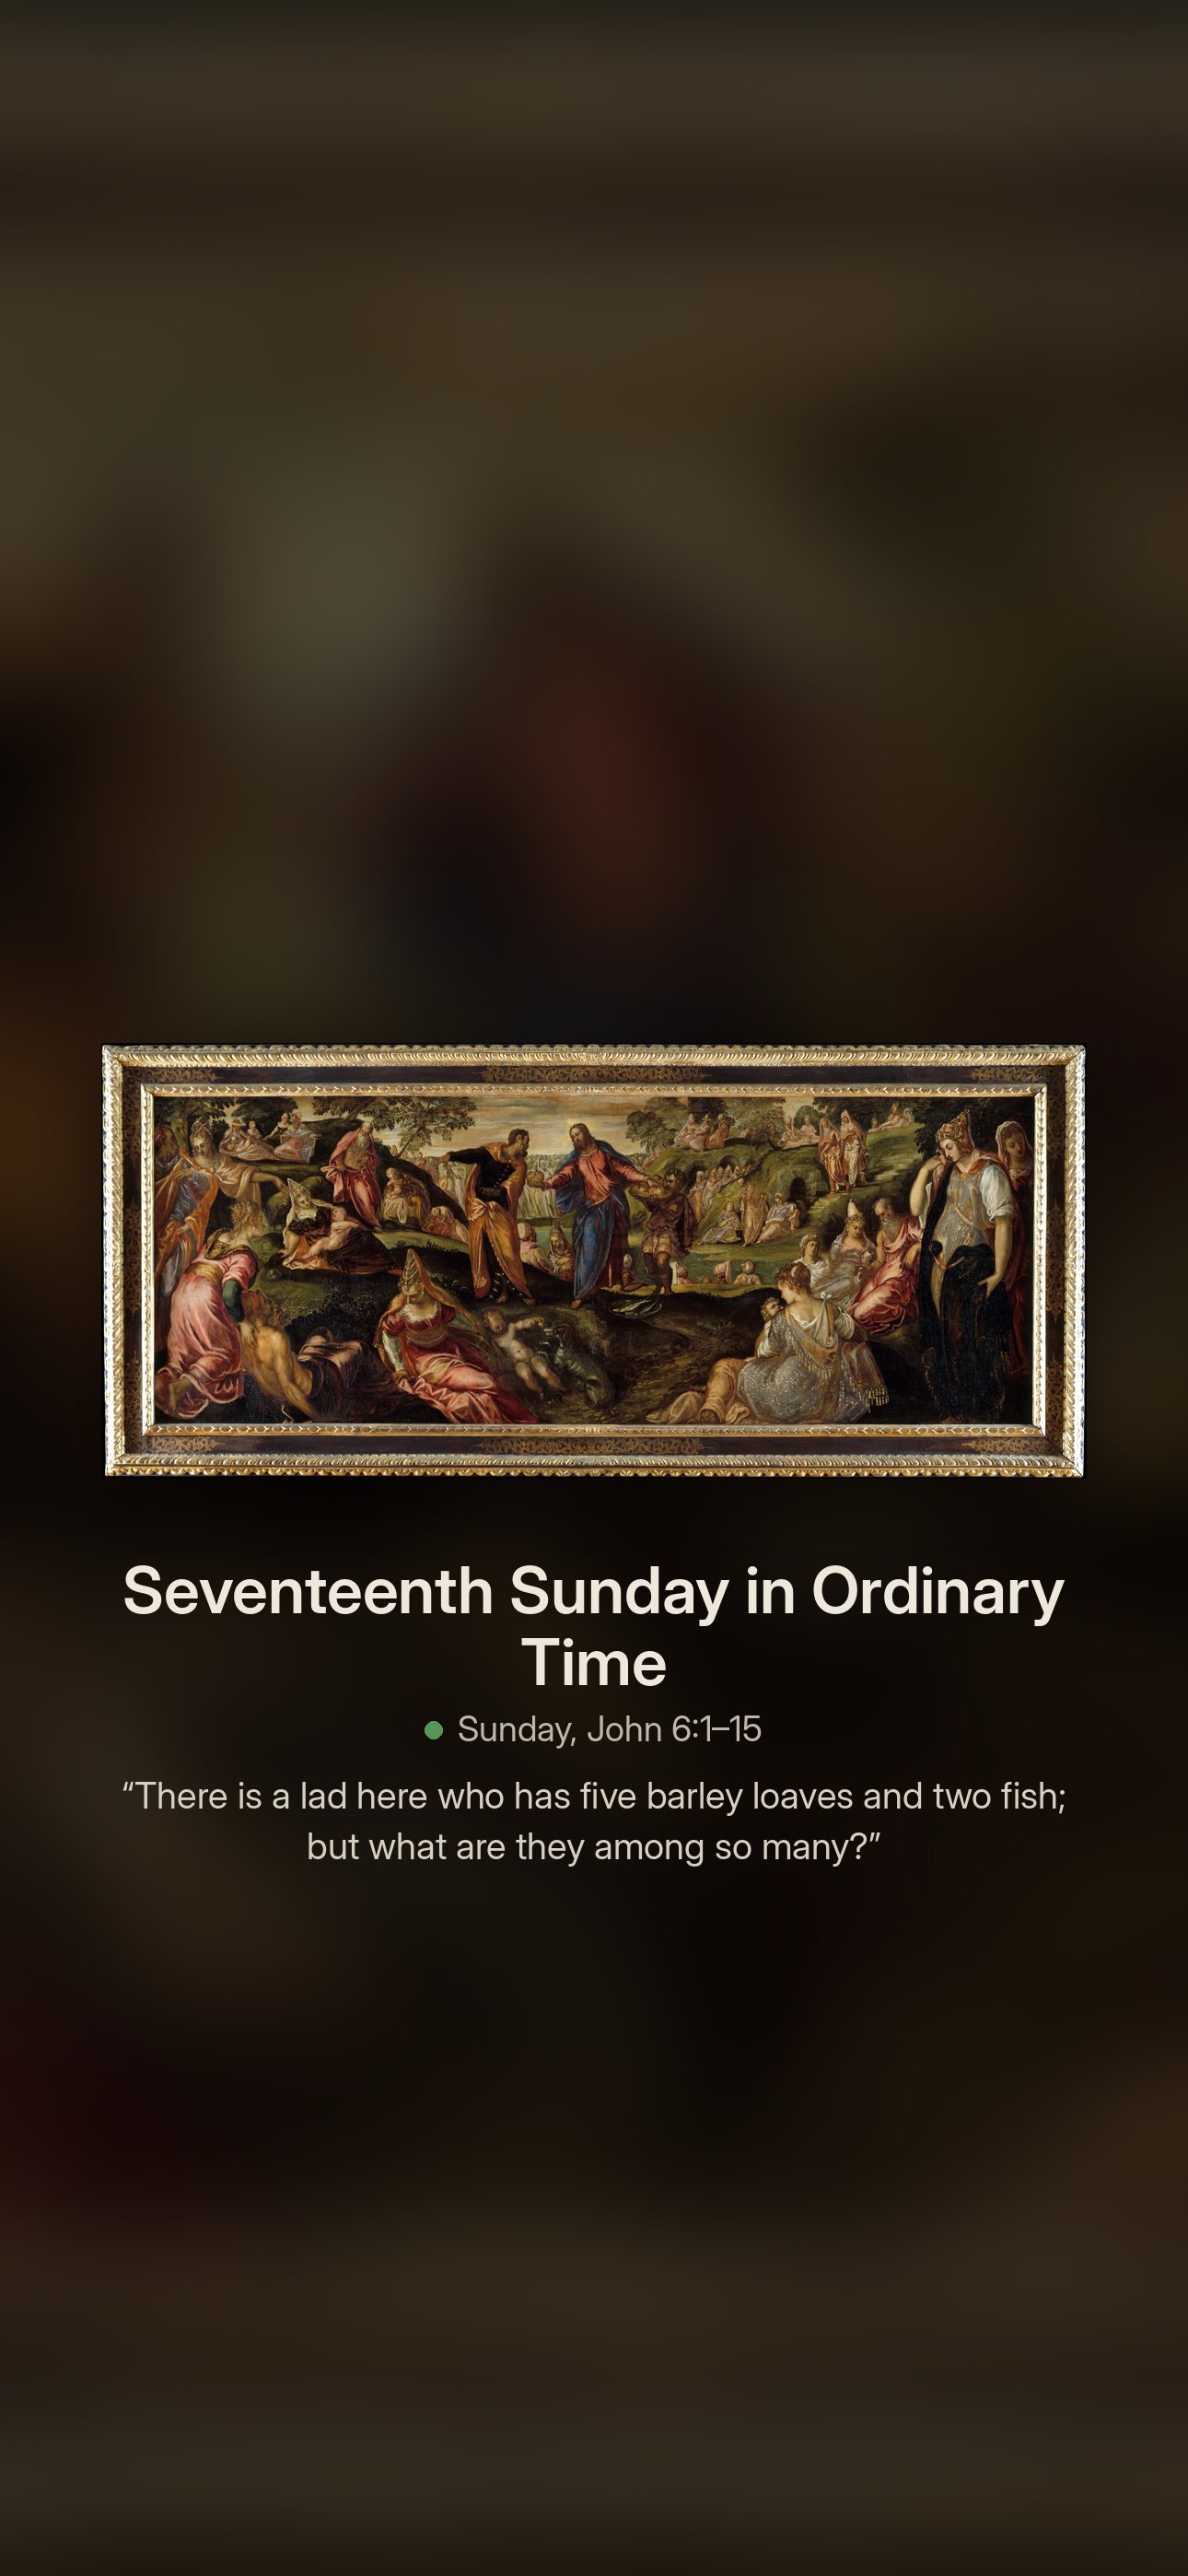 Seventeenth Sunday in Ordinary
Time
Sunday, John 6:1–15
“There is a lad here who has five barley loaves and two fish;
but what are they among so many?”